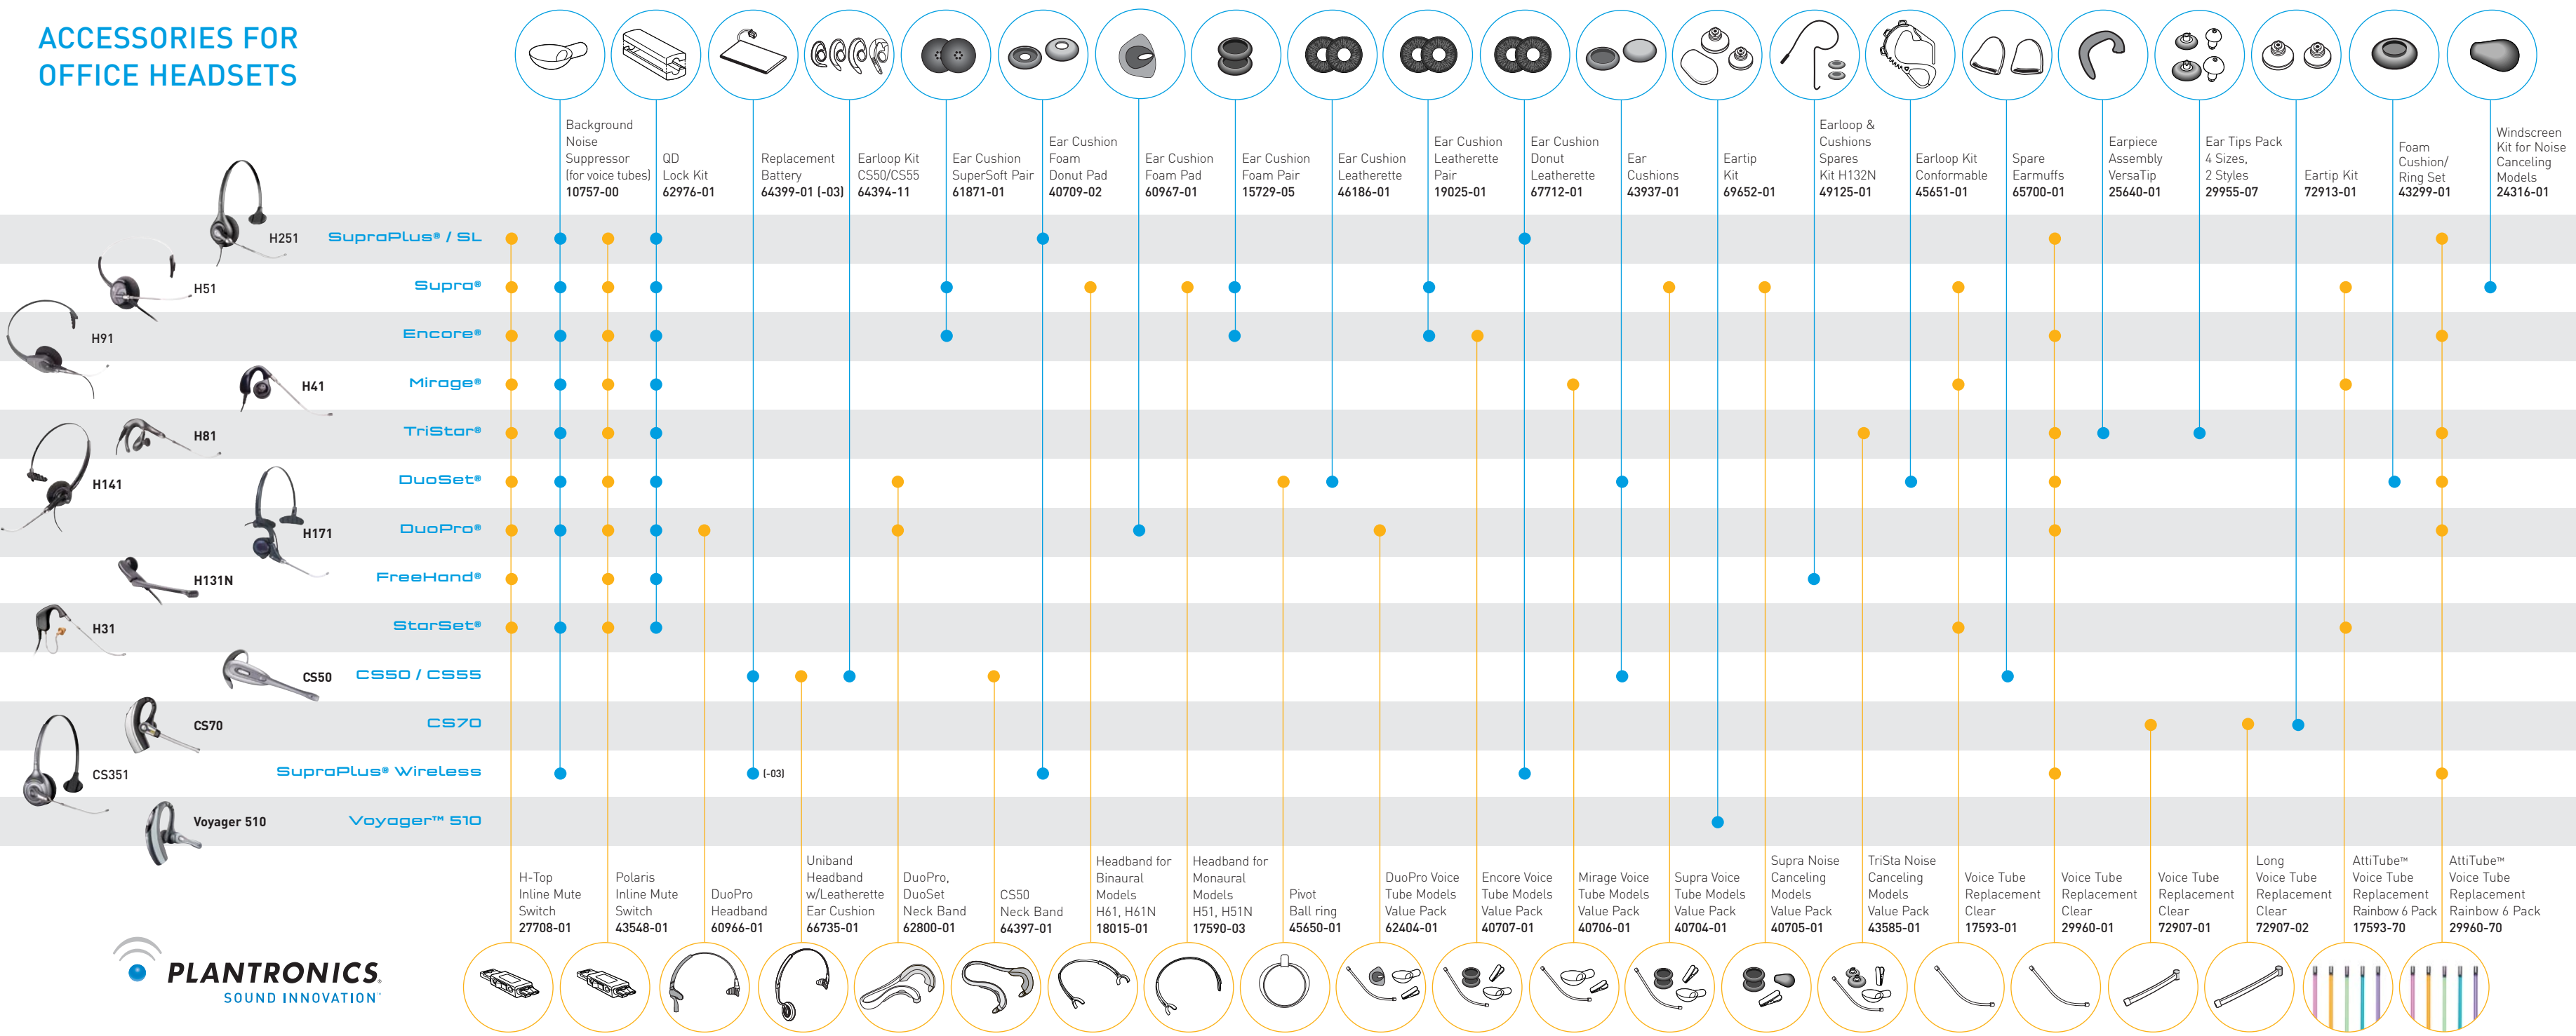 ACCESSORIES FOR
OFFICE HEADSETS
Background
Noise
Suppressor
(for voice tubes)
10757-00
QD
Lock Kit
62976-01
Replacement
Battery
64399-01 (-03)
Earloop Kit
CS50/CS55
64394-11
Ear Cushion
SuperSoft Pair
61871-01
Ear Cushion
Foam
Donut Pad
40709-02
Ear Cushion
Foam Pad
60967-01
Ear Cushion
Foam Pair
15729-05
Ear Cushion
Leatherette
46186-01
Ear Cushion
Leatherette
Pair
19025-01
Ear Cushion
Donut
Leatherette
67712-01
Ear
Cushions
43937-01
Eartip
Kit
69652-01
Earloop &
Cushions
Spares
Kit H132N
49125-01
Earloop Kit
Conformable
45651-01
Spare
Earmuffs
65700-01
Earpiece
Assembly
VersaTip
25640-01
Ear Tips Pack
4 Sizes,
2 Styles
29955-07
Eartip Kit
72913-01
Foam
Cushion/
Ring Set
43299-01
Windscreen
Kit for Noise
Canceling
Models
24316-01
H251 SupraPlus® / SL
H51 Supra®
H91 Encore®
H41 Mirage®
H81 TriStar®
H141 DuoSet®
H171 DuoPro®
H131N FreeHand®
H31 StarSet®
CS50 CS50 / CS55
CS70 CS70
CS351 SupraPlus® Wireless (-03)
Voyager 510 Voyager™ 510
H-Top
Inline Mute
Switch
27708-01
Polaris
Inline Mute
Switch
43548-01
DuoPro
Headband
60966-01
Uniband
Headband
w/Leatherette
Ear Cushion
66735-01
DuoPro,
DuoSet
Neck Band
62800-01
CS50
Neck Band
64397-01
Headband for
Binaural
Models
H61, H61N
18015-01
Headband for
Monaural
Models
H51, H51N
17590-03
Pivot
Ball ring
45650-01
DuoPro Voice
Tube Models
Value Pack
62404-01
Encore Voice
Tube Models
Value Pack
40707-01
Mirage Voice
Tube Models
Value Pack
40706-01
Supra Voice
Tube Models
Value Pack
40704-01
Supra Noise
Canceling
Models
Value Pack
40705-01
TriSta Noise
Canceling
Models
Value Pack
43585-01
Voice Tube
Replacement
Clear
17593-01
Voice Tube
Replacement
Clear
29960-01
Voice Tube
Replacement
Clear
72907-01
Long
Voice Tube
Replacement
Clear
72907-02
AttiTube™
Voice Tube
Replacement
Rainbow 6 Pack
17593-70
AttiTube™
Voice Tube
Replacement
Rainbow 6 Pack
29960-70
PLANTRONICS®
SOUND INNOVATION™